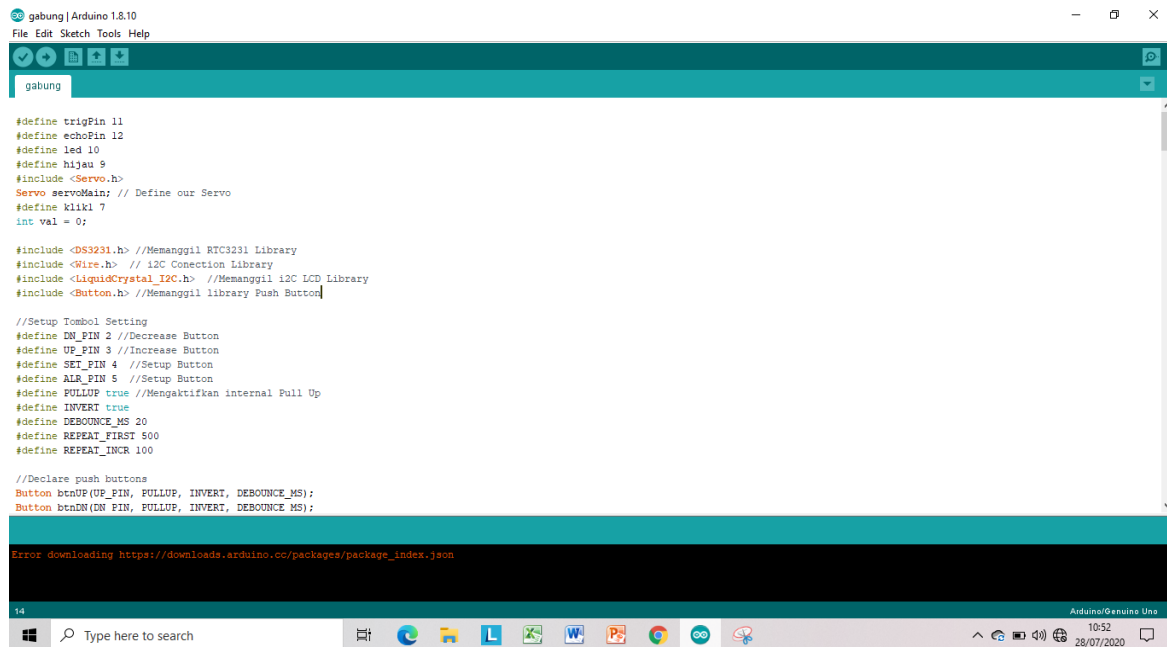 gabung | Arduino 1.8.10
File Edit Sketch Tools Help
gabung
#define trigPin 11
#define echoPin 12
#define led 10
#define hijau 9
#include <Servo.h>
Servo servoMain; // Define our Servo
#define klik1 7
int val = 0;
#include <DS3231.h> //Memanggil RTC3231 Library
#include <Wire.h>  // i2C Conection Library
#include <LiquidCrystal_I2C.h>  //Memanggil i2C LCD Library
#include <Button.h> //Memanggil library Push Button
//Setup Tombol Setting
#define DN_PIN 2 //Decrease Button
#define UP_PIN 3 //Increase Button
#define SET_PIN 4  //Setup Button
#define ALR_PIN 5  //Setup Button
#define PULLUP true //Mengaktifkan internal Pull Up
#define INVERT true
#define DEBOUNCE_MS 20
#define REPEAT_FIRST 500
#define REPEAT_INCR 100
//Declare push buttons
Button btnUP(UP_PIN, PULLUP, INVERT, DEBOUNCE_MS);
Button btnDN(DN_PIN, PULLUP, INVERT, DEBOUNCE_MS);
Error downloading https://downloads.arduino.cc/packages/package_index.json
14
Arduino/Genuino Uno
Type here to search
10:52
28/07/2020